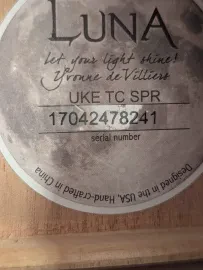 LUNA
let your light shine!
Yvonne de Villiers
UKE TC SPR
17042478241
serial number
Designed in the USA, Hand-crafted in China